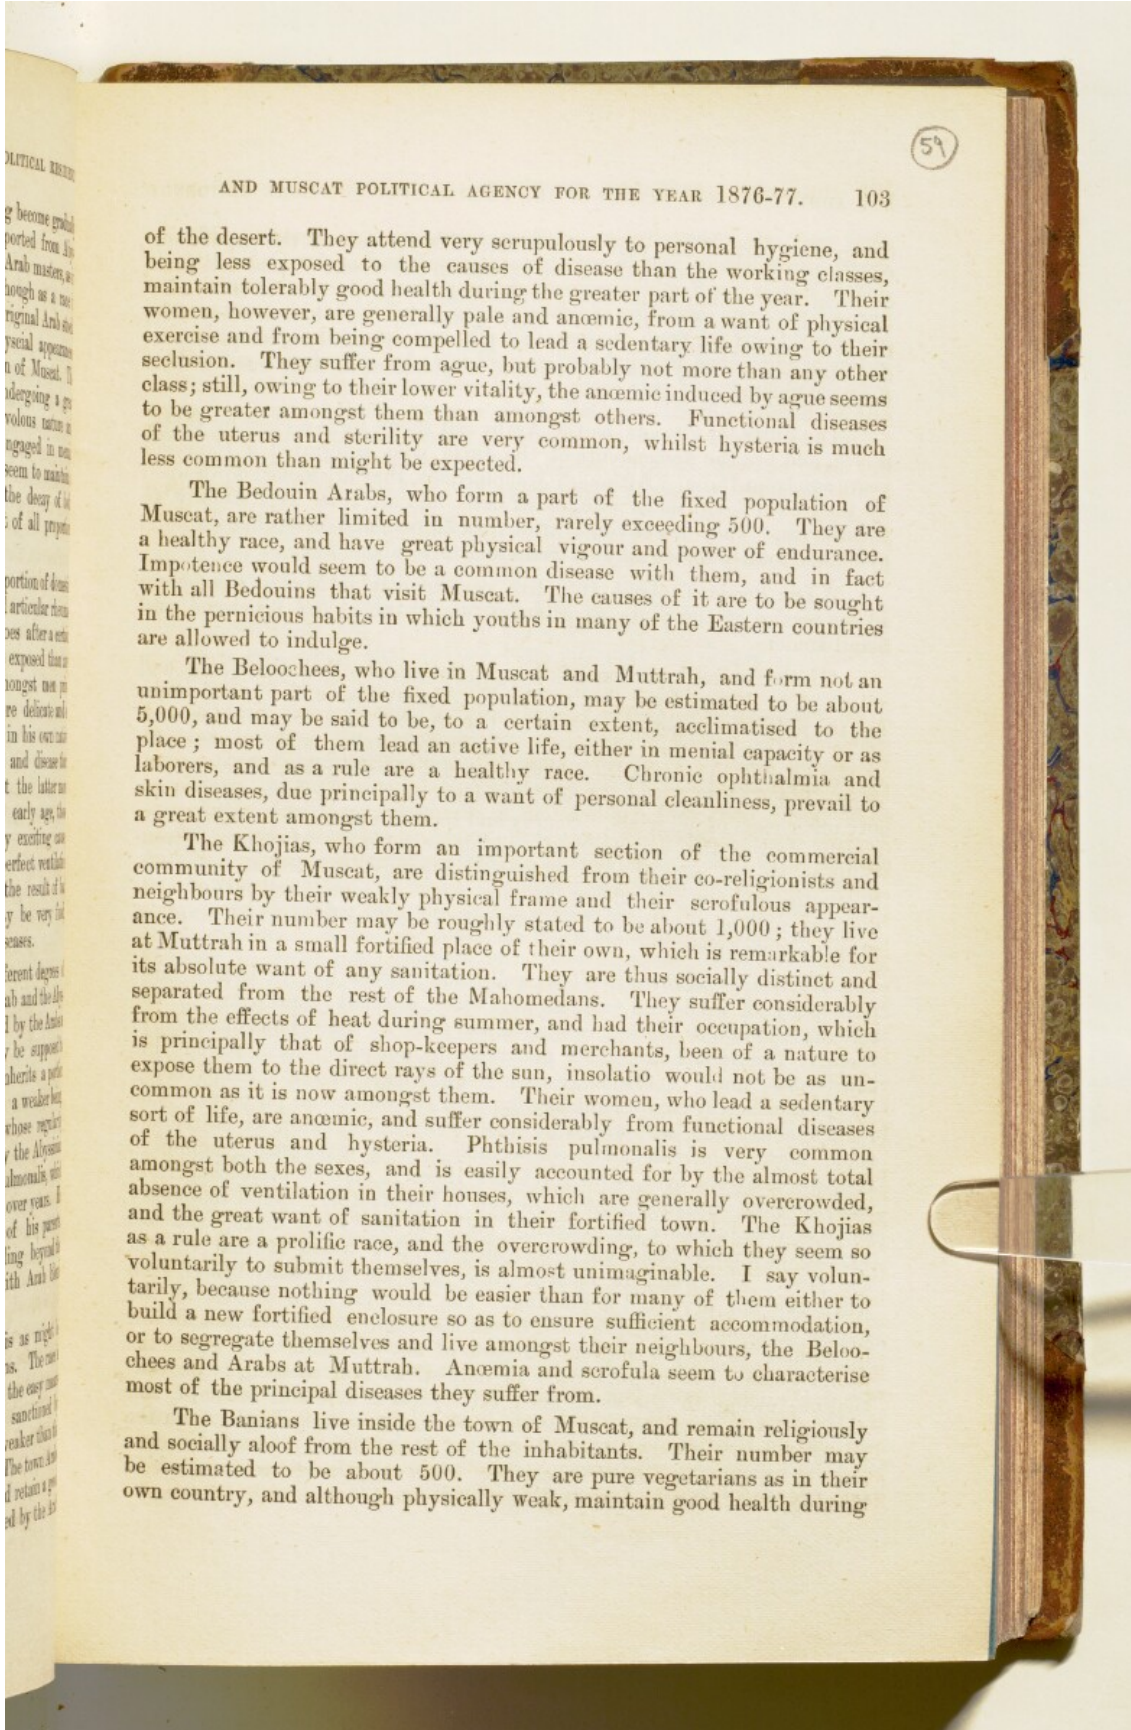 59
AND MUSCAT POLITICAL AGENCY FOR THE YEAR 1876-77. 103
of the desert. They attend very scrupulously to personal hygiene, and
being less exposed to the causes of disease than the working classes,
maintain tolerably good health during the greater part of the year. Their
women, however, are generally pale and anœmic, from a want of physical
exercise and from being compelled to lead a sedentary life owing to their
seclusion. They suffer from ague, but probably not more than any other
class; still, owing to their lower vitality, the anœmic induced by ague seems
to be greater amongst them than amongst others. Functional diseases
of the uterus and sterility are very common, whilst hysteria is much
less common than might be expected.
The Bedouin Arabs, who form a part of the fixed population of
Muscat, are rather limited in number, rarely exceeding 500. They are
a healthy race, and have great physical vigour and power of endurance.
Impotence would seem to be a common disease with them, and in fact
with all Bedouins that visit Muscat. The causes of it are to be sought
in the pernicious habits in which youths in many of the Eastern countries
are allowed to indulge.
The Beloochees, who live in Muscat and Muttrah, and form not an
unimportant part of the fixed population, may be estimated to be about
5,000, and may be said to be, to a certain extent, acclimatised to the
place; most of them lead an active life, either in menial capacity or as
laborers, and as a rule are a healthy race. Chronic ophthalmia and
skin diseases, due principally to a want of personal cleanliness, prevail to
a great extent amongst them.
The Khojias, who form an important section of the commercial
community of Muscat, are distinguished from their co-religionists and
neighbours by their weakly physical frame and their scrofulous appear-
ance. Their number may be roughly stated to be about 1,000; they live
at Muttrah in a small fortified place of their own, which is remarkable for
its absolute want of any sanitation. They are thus socially distinct and
separated from the rest of the Mahomedans. They suffer considerably
from the effects of heat during summer, and had their occupation, which
is principally that of shop-keepers and merchants, been of a nature to
expose them to the direct rays of the sun, insolatio would not be as un-
common as it is now amongst them. Their women, who lead a sedentary
sort of life, are anœmic, and suffer considerably from functional diseases
of the uterus and hysteria. Phthisis pulmonalis is very common
amongst both the sexes, and is easily accounted for by the almost total
absence of ventilation in their houses, which are generally overcrowded,
and the great want of sanitation in their fortified town. The Khojias
as a rule are a prolific race, and the overcrowding, to which they seem so
voluntarily to submit themselves, is almost unimaginable. I say volun-
tarily, because nothing would be easier than for many of them either to
build a new fortified enclosure so as to ensure sufficient accommodation,
or to segregate themselves and live amongst their neighbours, the Beloo-
chees and Arabs at Muttrah. Anœmia and scrofula seem to characterise
most of the principal diseases they suffer from.
The Banians live inside the town of Muscat, and remain religiously
and socially aloof from the rest of the inhabitants. Their number may
be estimated to be about 500. They are pure vegetarians as in their
own country, and although physically weak, maintain good health during